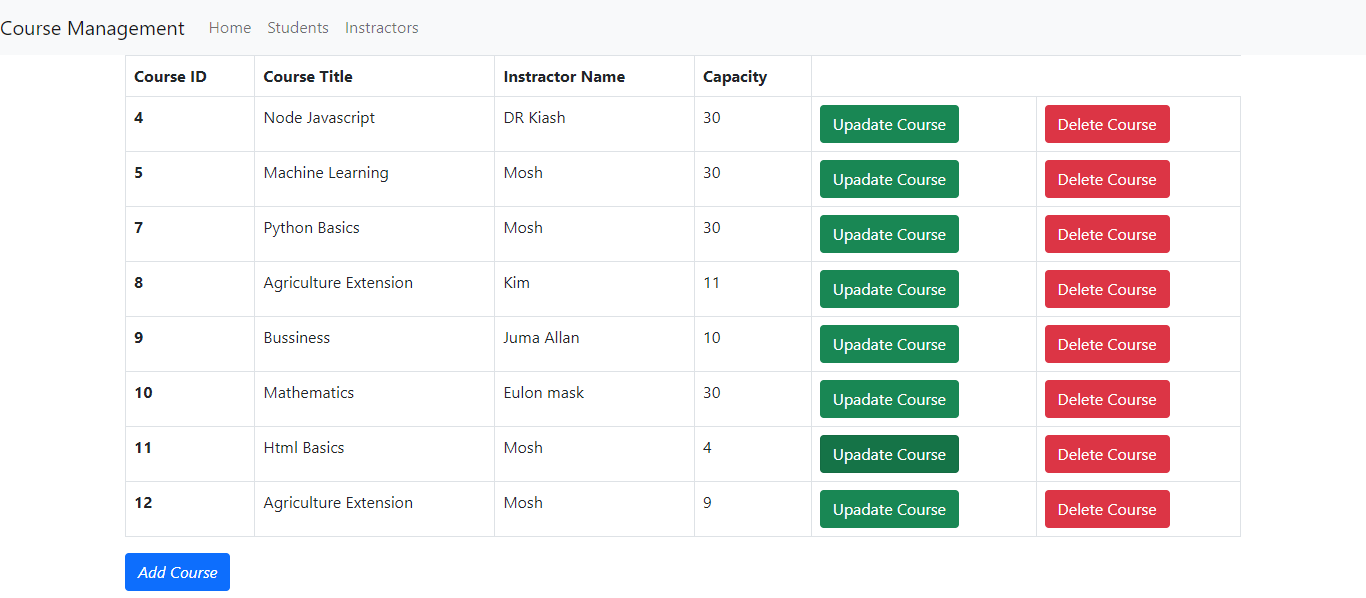 Course Management Home Students Instractors
Course ID Course Title Instructor Name Capacity
4 Node Javascript DR Kiash 30 Upadate Course Delete Course
5 Machine Learning Mosh 30 Upadate Course Delete Course
7 Python Basics Mosh 30 Upadate Course Delete Course
8 Agriculture Extension Kim 11 Upadate Course Delete Course
9 Bussiness Juma Allan 10 Upadate Course Delete Course
10 Mathematics Eulon mask 30 Upadate Course Delete Course
11 Html Basics Mosh 4 Upadate Course Delete Course
12 Agriculture Extension Mosh 9 Upadate Course Delete Course
Add Course